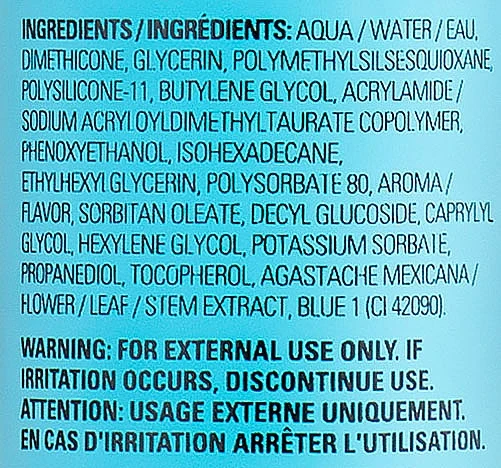 INGREDIENTS / INGRÉDIENTS: AQUA / WATER / EAU,
DIMETHICONE, GLYCERIN, POLYMETHYLSILSESQUIOXANE,
POLYSILICONE-11, BUTYLENE GLYCOL, ACRYLAMIDE /
SODIUM ACRYLOYLDIMETHYLTAURATE COPOLYMER,
PHENOXYETHANOL, ISOHEXADECANE,
ETHYLHEXYLGLYCERIN, POLYSORBATE 80, AROMA /
FLAVOR, SORBITAN OLEATE, DECYL GLUCOSIDE, CAPRYLYL
GLYCOL, HEXYLENE GLYCOL, POTASSIUM SORBATE,
PROPANEDIOL, TOCOPHEROL, AGASTACHE MEXICANA /
FLOWER / LEAF / STEM EXTRACT, BLUE 1 (CI 42090).
WARNING: FOR EXTERNAL USE ONLY. IF
IRRITATION OCCURS, DISCONTINUE USE.
ATTENTION: USAGE EXTERNE UNIQUEMENT.
EN CAS D'IRRITATION ARRÊTER L'UTILISATION.